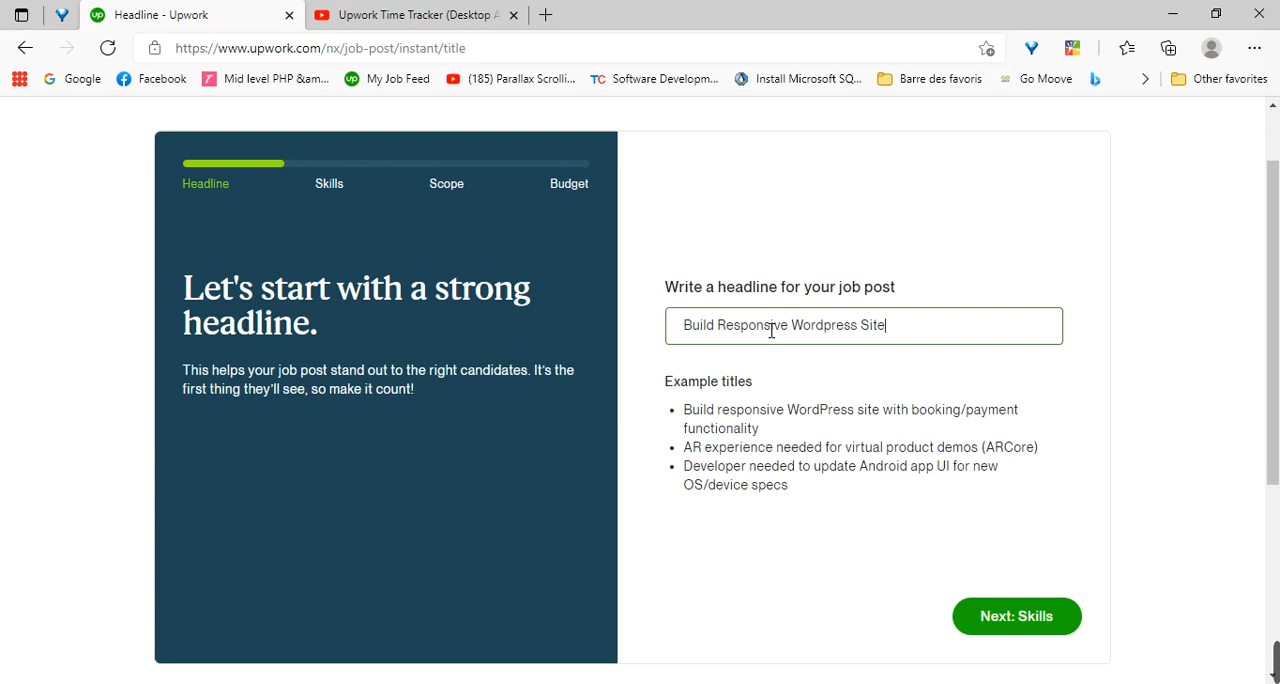 Headline - Upwork
Upwork Time Tracker (Desktop A
https://www.upwork.com/nx/job-post/instant/title
Google
Facebook
Mid level PHP &am...
My Job Feed
(185) Parallax Scrolli...
Software Developm...
Install Microsoft SQ...
Barre des favoris
Go Moove
Other favorites
Headline
Skills
Scope
Budget
Let's start with a strong
headline.
This helps your job post stand out to the right candidates. It's the
first thing they'll see, so make it count!
Write a headline for your job post
Build Responsive Wordpress Site
Example titles
• Build responsive WordPress site with booking/payment
functionality
• AR experience needed for virtual product demos (ARCore)
• Developer needed to update Android app UI for new
OS/device specs
Next: Skills